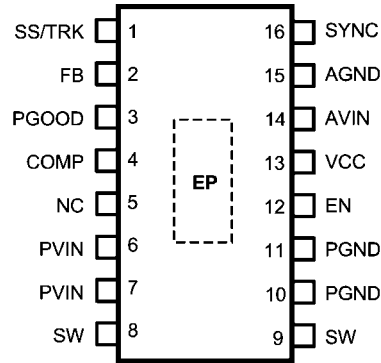 SS/TRK 1 16 SYNC
FB 2 15 AGND
PGOOD 3 14 AVIN
COMP 4 13 VCC
EP
NC 5 12 EN
PVIN 6 11 PGND
PVIN 7 10 PGND
SW 8 9 SW